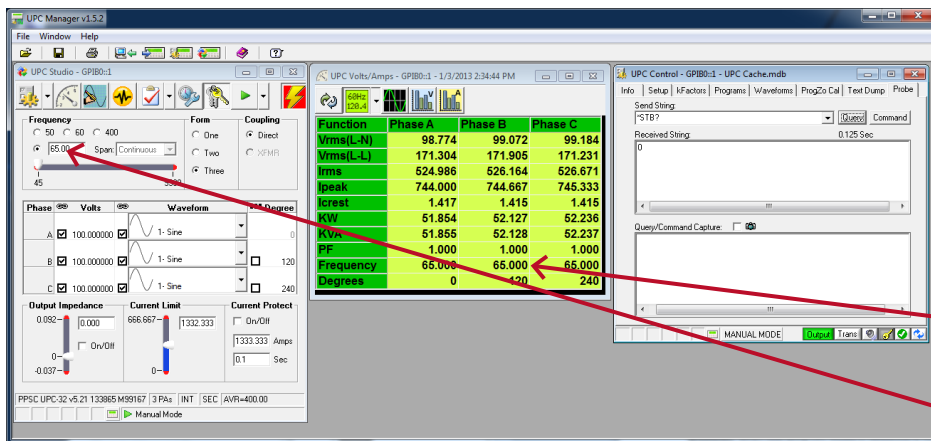 UPC Manager v1.5.2
File Window Help
UPC Studio - GPIB0::1
Frequency
50 60 400
65.00 Span: Continuous
45
Form
One
Two
Three
Coupling
Direct
XFMR
Phase Volts Waveform Degree
A 100.000000 1- Sine 0
B 100.000000 1- Sine 120
C 100.000000 1- Sine 240
Output Impedance
0.092 0.000
On/Off
0
-0.037
Current Limit
666.667 1332.333
0
Current Protect
On/Off
1333.333 Amps
0.1 Sec
PPSC UPC-32 v5.21 133865 M99167 3 PAs INT SEC AVR=400.00
Manual Mode
UPC Volts/Amps - GPIB0::1 - 1/3/2013 2:34:44 PM
60Hz
120.4
Function Phase A Phase B Phase C
Vrms(L-N) 98.774 99.072 99.184
Vrms(L-L) 171.304 171.905 171.231
Irms 524.986 526.164 526.671
Ipeak 744.000 744.667 745.333
Icrest 1.417 1.415 1.415
KW 51.854 52.127 52.236
KVA 51.855 52.128 52.237
PF 1.000 1.000 1.000
Frequency 65.000 65.000 65.000
Degrees 0 120 240
UPC Control - GPIB0::1 - UPC Cache.mdb
Info Setup kFactors Programs Waveforms ProgZo Cal Text Dump Probe
Send String:
*STB? Query Command
Received String: 0.125 Sec
0
Query/Command Capture:
MANUAL MODE Output Trans